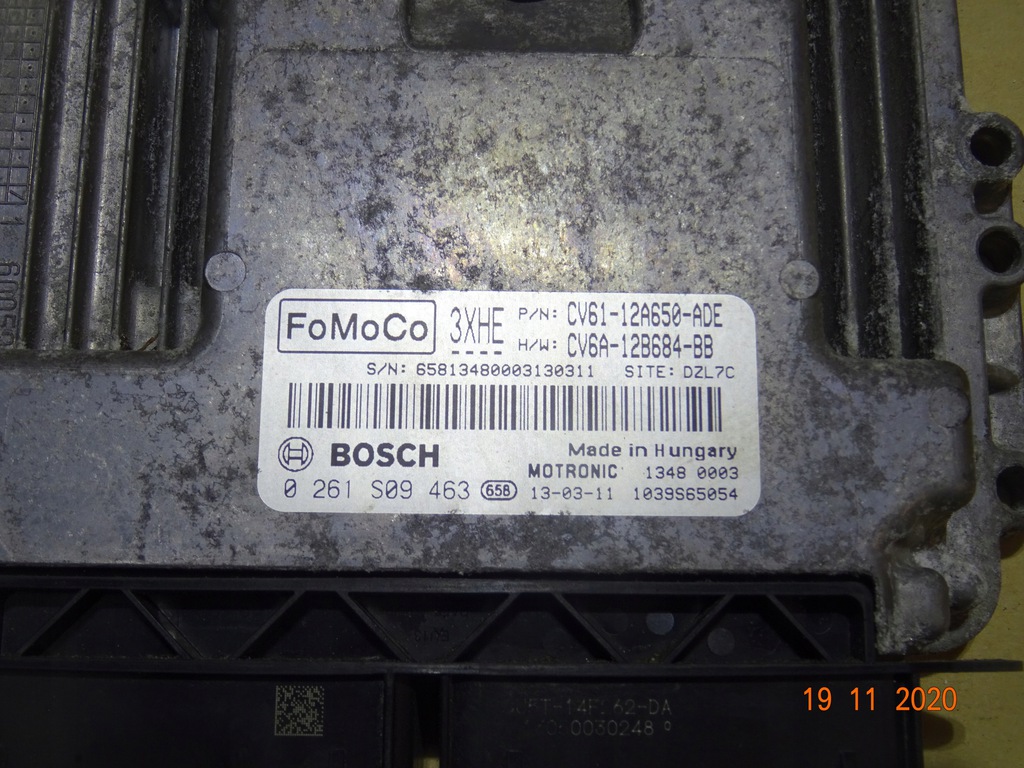 FoMoCo 3XHE P/N: CV61-12A650-ADE
H/W: CV6A-12B684-BB
S/N: 65813480003130311 SITE: DZL7C
BOSCH Made in Hungary
MOTRONIC 1348 0003
0 261 S09 463 658 13-03-11 1039S65054
19 11 2020